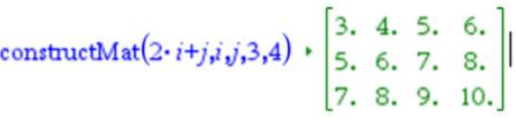 constructMat(2·i+j,i,j,3,4) ▸ [3. 4. 5. 6.
5. 6. 7. 8.
7. 8. 9. 10.]